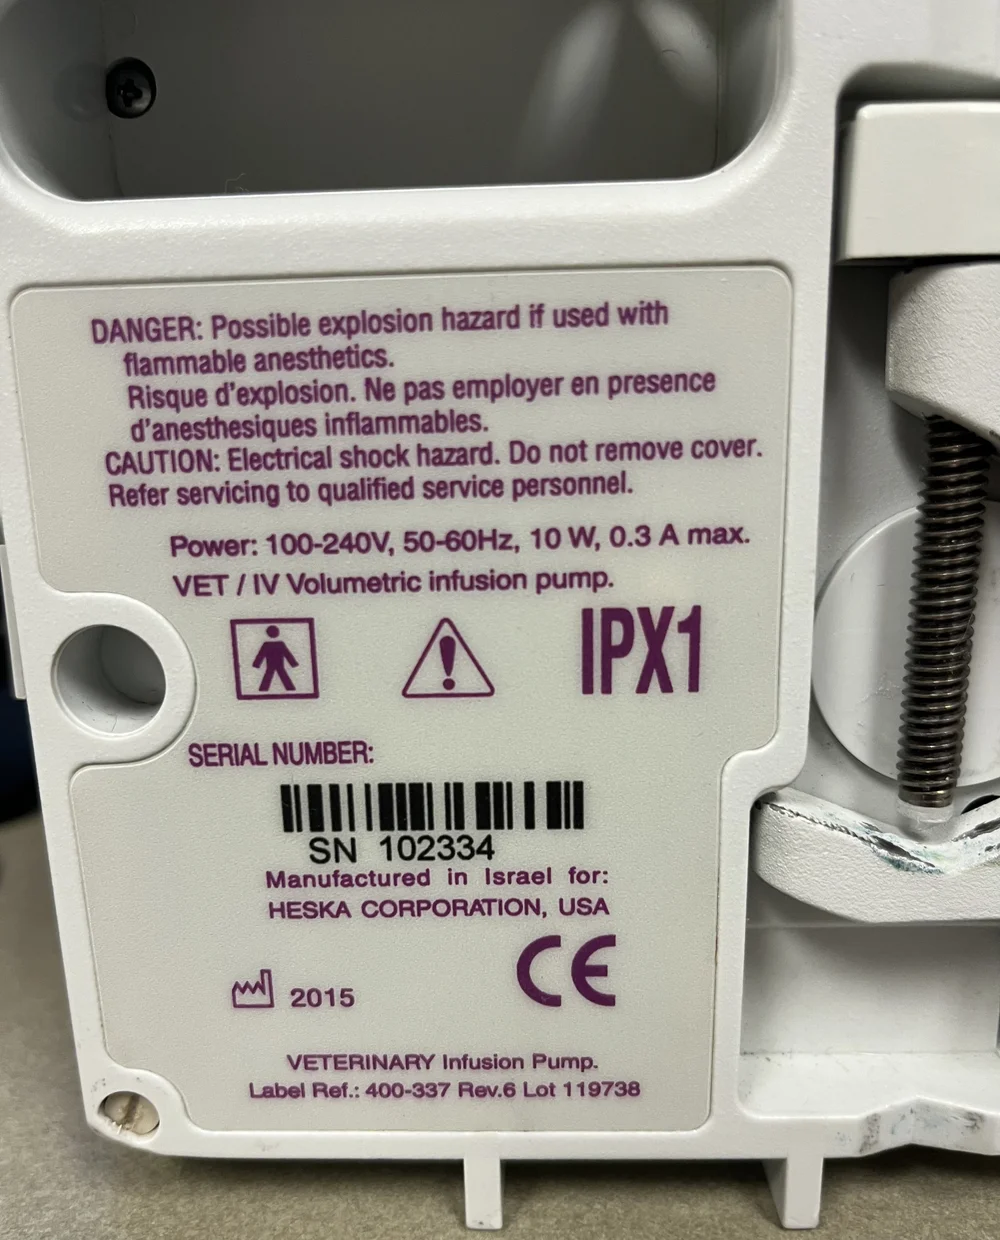 DANGER: Possible explosion hazard if used with
flammable anesthetics.
Risque d'explosion. Ne pas employer en presence
d'anesthesiques inflammables.
CAUTION: Electrical shock hazard. Do not remove cover.
Refer servicing to qualified service personnel.
Power: 100-240V, 50-60Hz, 10 W, 0.3 A max.
VET / IV Volumetric infusion pump.
IPX1
SERIAL NUMBER:
SN 102334
Manufactured in Israel for:
HESKA CORPORATION, USA
CE
2015
VETERINARY Infusion Pump.
Label Ref.: 400-337 Rev.6 Lot 119738